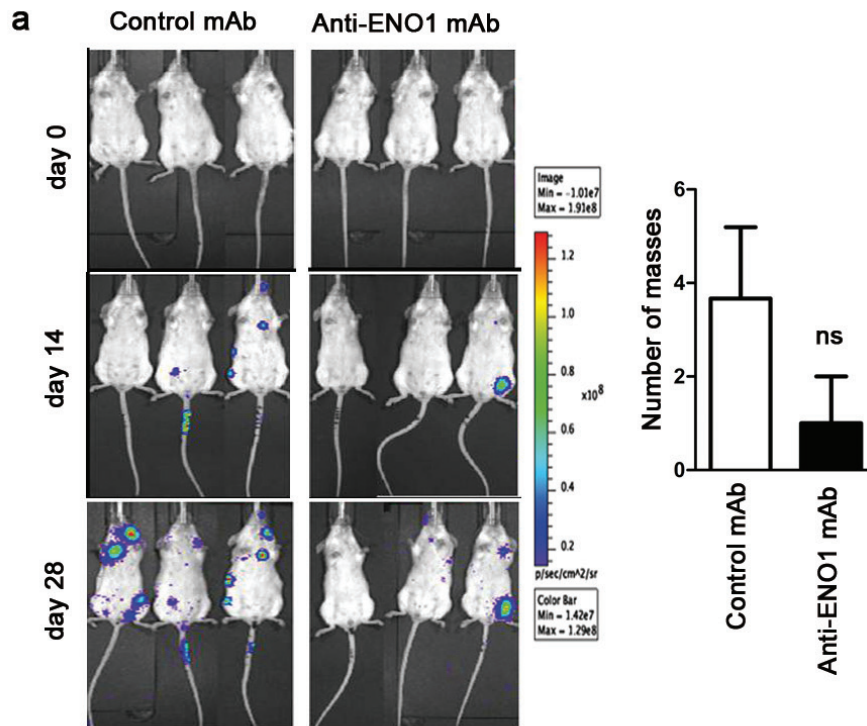 a
Control mAb
Anti-ENO1 mAb
day 0
day 14
day 28
Image
Min = -1.01e7
Max = 1.91e8
1.2
1.0
0.8
0.6
0.4
0.2
x10⁸
p/sec/cm^2/sr
Color Bar
Min = 1.42e7
Max = 1.29e8
Number of masses
6
4
2
0
ns
Control mAb
Anti-ENO1 mAb